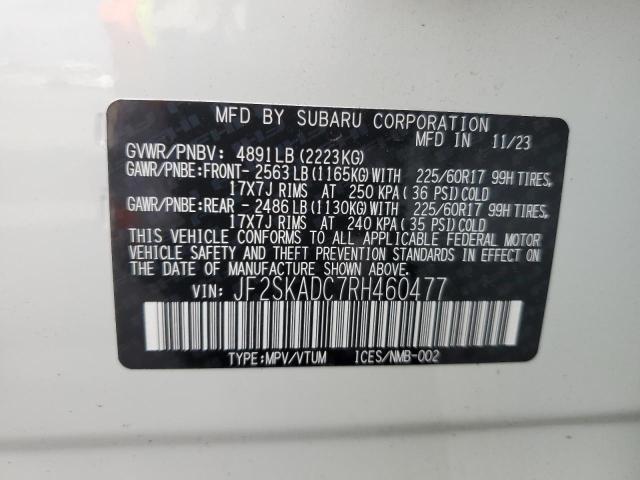 MFD BY SUBARU CORPORATION
MFD IN 11/23
GVWR/PNBV: 4891LB(2223KG)
GAWR/PNBE:FRONT- 2563LB(1165KG)WITH 225/60R17 99H TIRES,
17X7J RIMS AT 250 KPA(36 PSI)COLD
GAWR/PNBE:REAR - 2486LB(1130KG)WITH 225/60R17 99H TIRES,
17X7J RIMS AT 240 KPA(35 PSI)COLD
THIS VEHICLE CONFORMS TO ALL APPLICABLE FEDERAL MOTOR
VEHICLE SAFETY AND THEFT PREVENTION STANDARDS IN EFFECT
ON THE DATE OF MANUFACTURE SHOWN ABOVE.
VIN: JF2SKADC7RH460477
TYPE:MPV/VTUM ICES/NMB-002